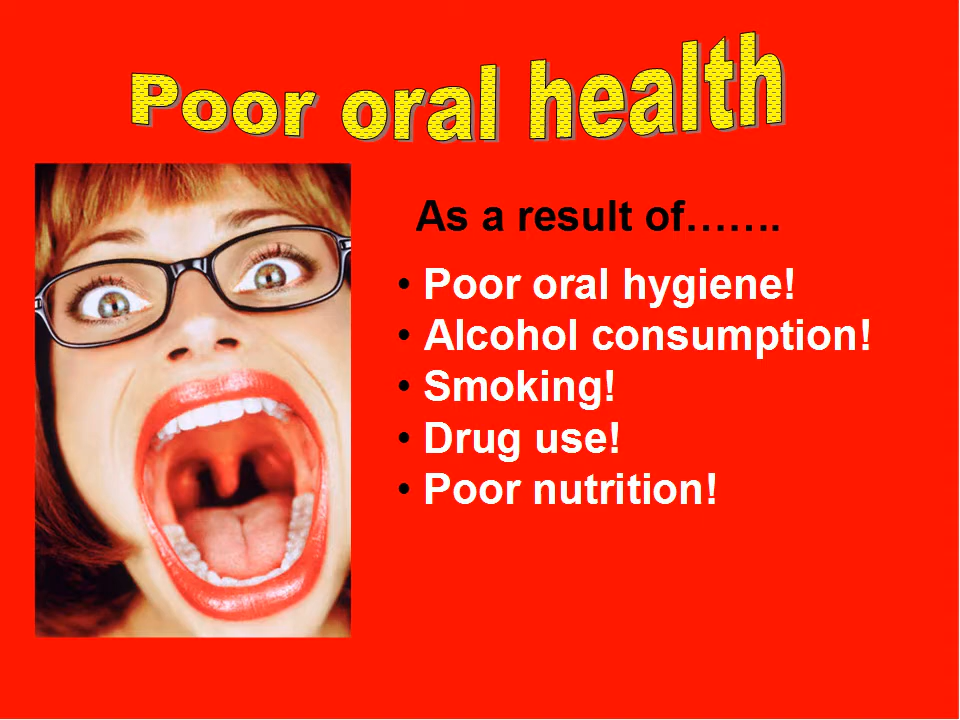 Poor oral health
As a result of…….
• Poor oral hygiene!
• Alcohol consumption!
• Smoking!
• Drug use!
• Poor nutrition!